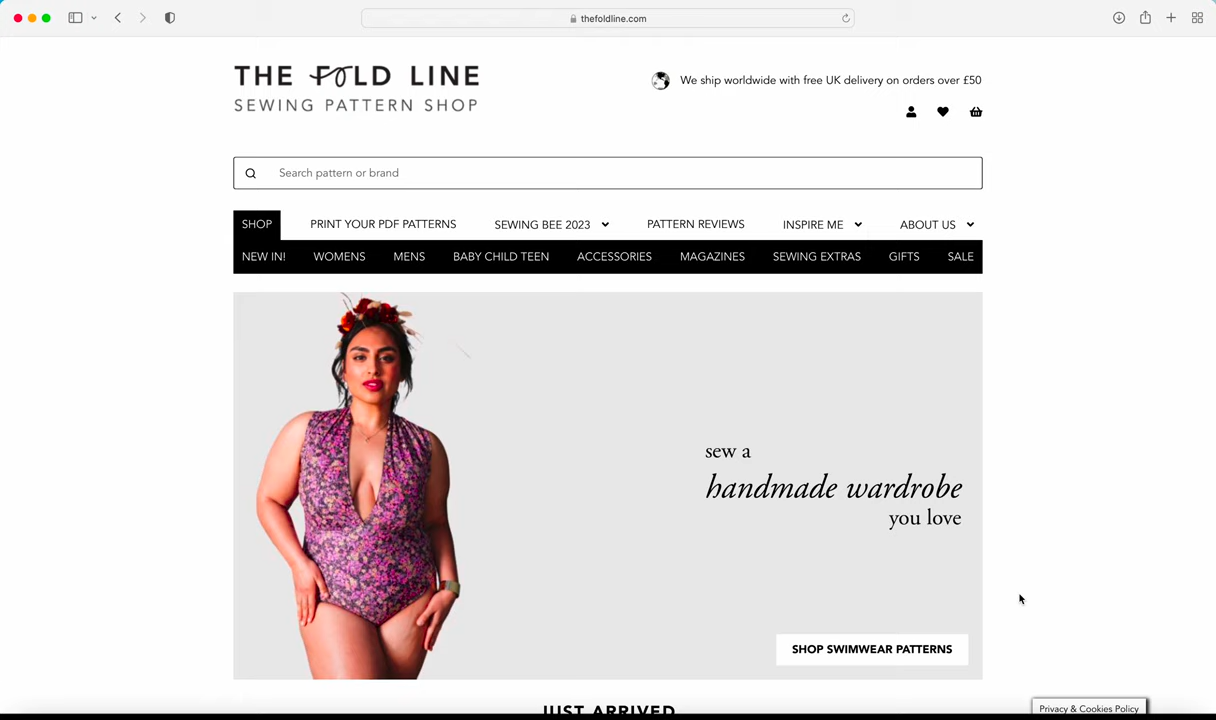 thefoldline.com
THE FOLD LINE
SEWING PATTERN SHOP
We ship worldwide with free UK delivery on orders over £50
Search pattern or brand
SHOP PRINT YOUR PDF PATTERNS SEWING BEE 2023 PATTERN REVIEWS INSPIRE ME ABOUT US
NEW IN! WOMENS MENS BABY CHILD TEEN ACCESSORIES MAGAZINES SEWING EXTRAS GIFTS SALE
sew a
handmade wardrobe
you love
SHOP SWIMWEAR PATTERNS
JUST ARRIVED
Privacy & Cookies Policy